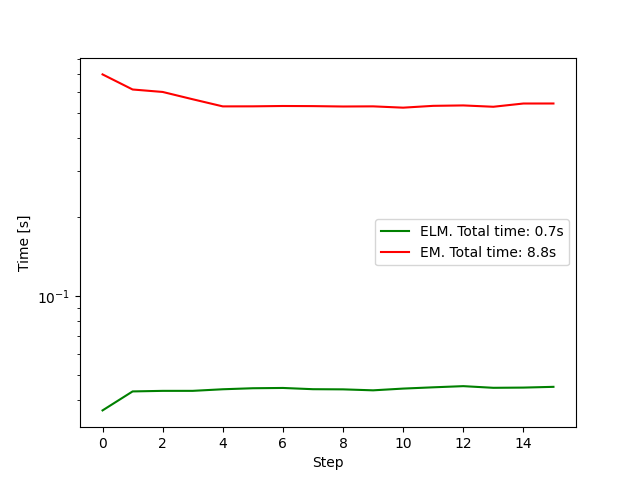 Time [s]
10⁻¹
ELM. Total time: 0.7s
EM. Total time: 8.8s
0 2 4 6 8 10 12 14
Step